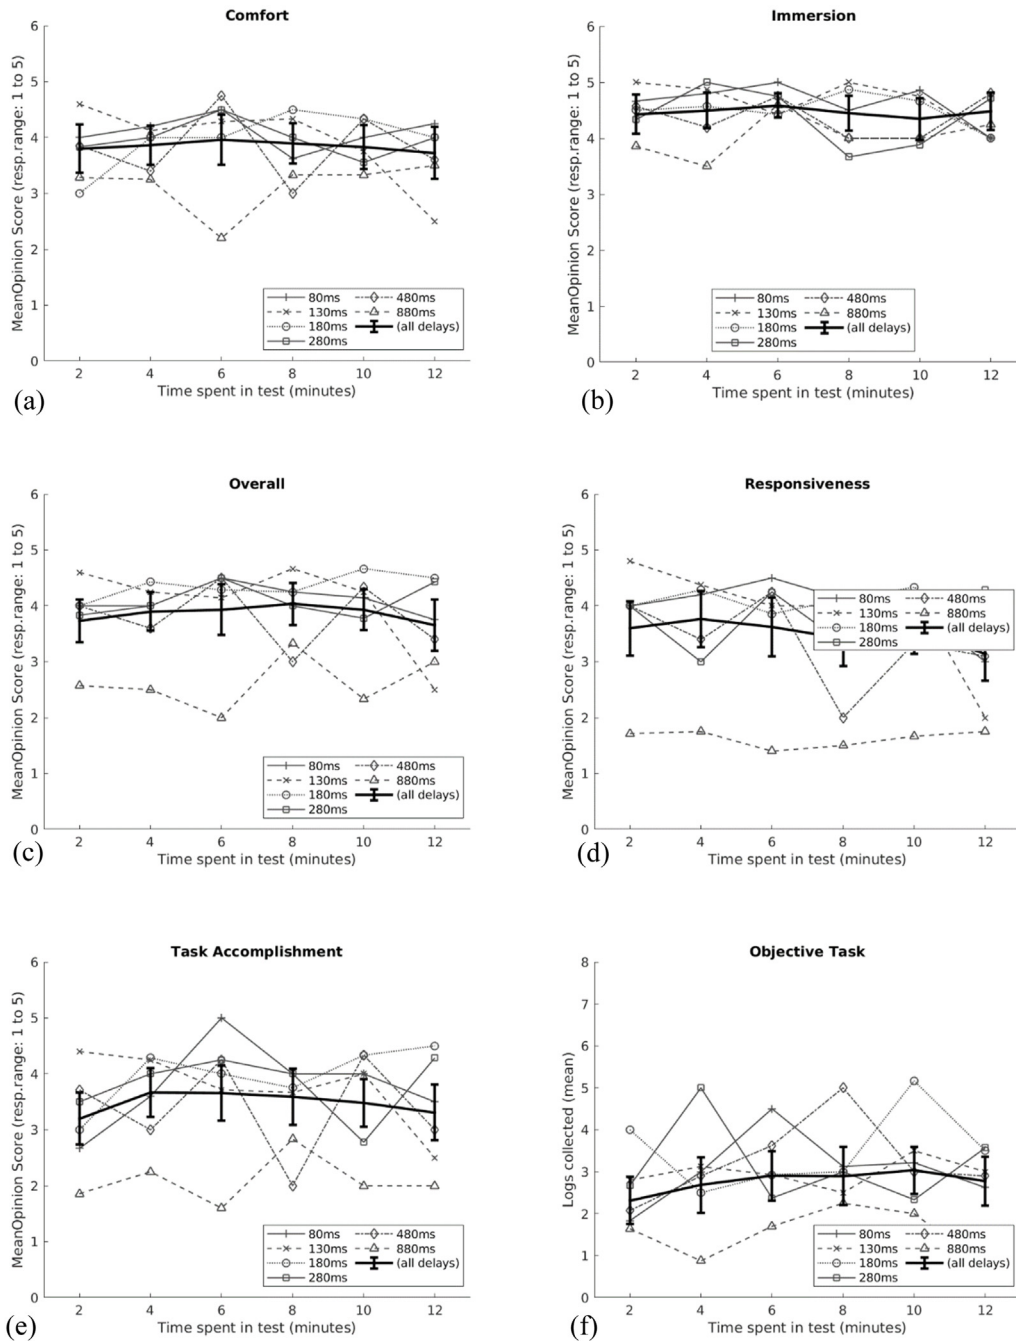 Comfort
MeanOpinion Score (resp.range: 1 to 5)
6
5
4
3
2
1
0
80ms
130ms
180ms
280ms
480ms
880ms
(all delays)
2 4 6 8 10 12
Time spent in test (minutes)
(a)
Immersion
MeanOpinion Score (resp.range: 1 to 5)
6
5
4
3
2
1
0
80ms
130ms
180ms
280ms
480ms
880ms
(all delays)
2 4 6 8 10 12
Time spent in test (minutes)
(b)
Overall
MeanOpinion Score (resp.range: 1 to 5)
6
5
4
3
2
1
0
80ms
130ms
180ms
280ms
480ms
880ms
(all delays)
2 4 6 8 10 12
Time spent in test (minutes)
(c)
Responsiveness
MeanOpinion Score (resp.range: 1 to 5)
6
5
4
3
2
1
0
80ms
130ms
180ms
280ms
480ms
880ms
(all delays)
2 4 6 8 10 12
Time spent in test (minutes)
(d)
Task Accomplishment
MeanOpinion Score (resp.range: 1 to 5)
6
5
4
3
2
1
0
80ms
130ms
180ms
280ms
480ms
880ms
(all delays)
2 4 6 8 10 12
Time spent in test (minutes)
(e)
Objective Task
Logs collected (mean)
8
7
6
5
4
3
2
1
0
80ms
130ms
180ms
280ms
480ms
880ms
(all delays)
2 4 6 8 10 12
Time spent in test (minutes)
(f)